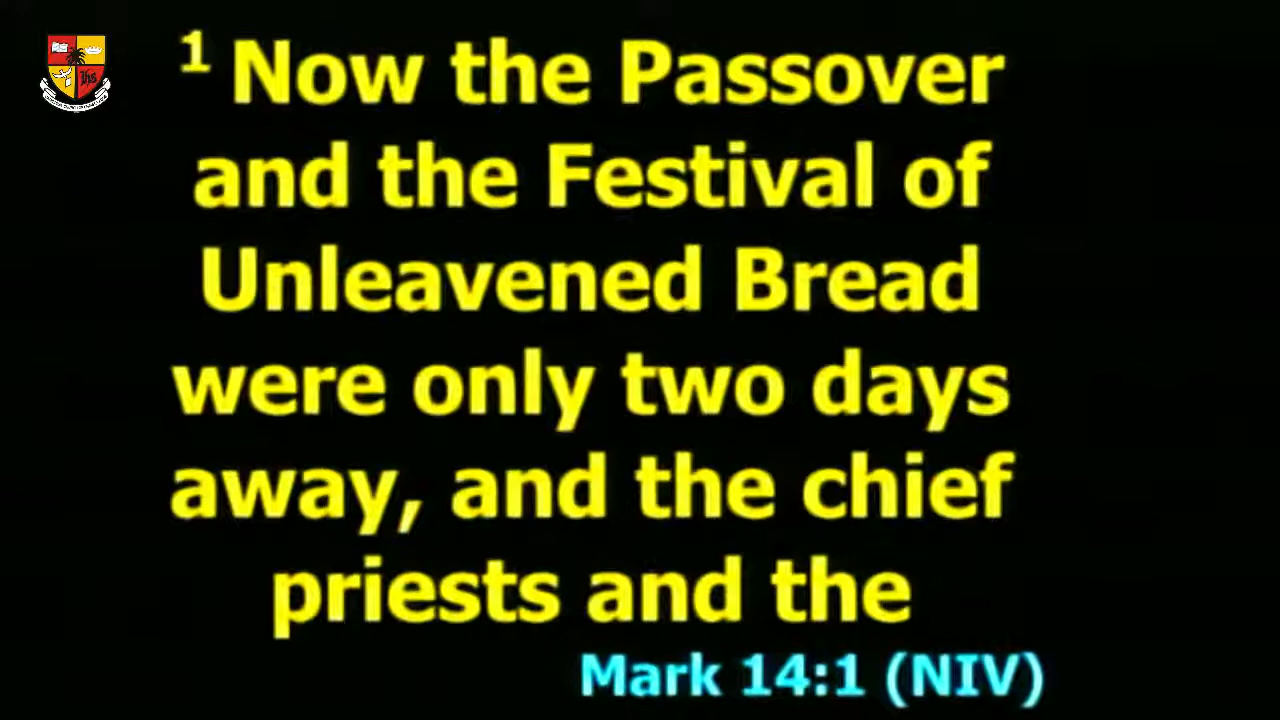 1 Now the Passover
and the Festival of
Unleavened Bread
were only two days
away, and the chief
priests and the
Mark 14:1 (NIV)